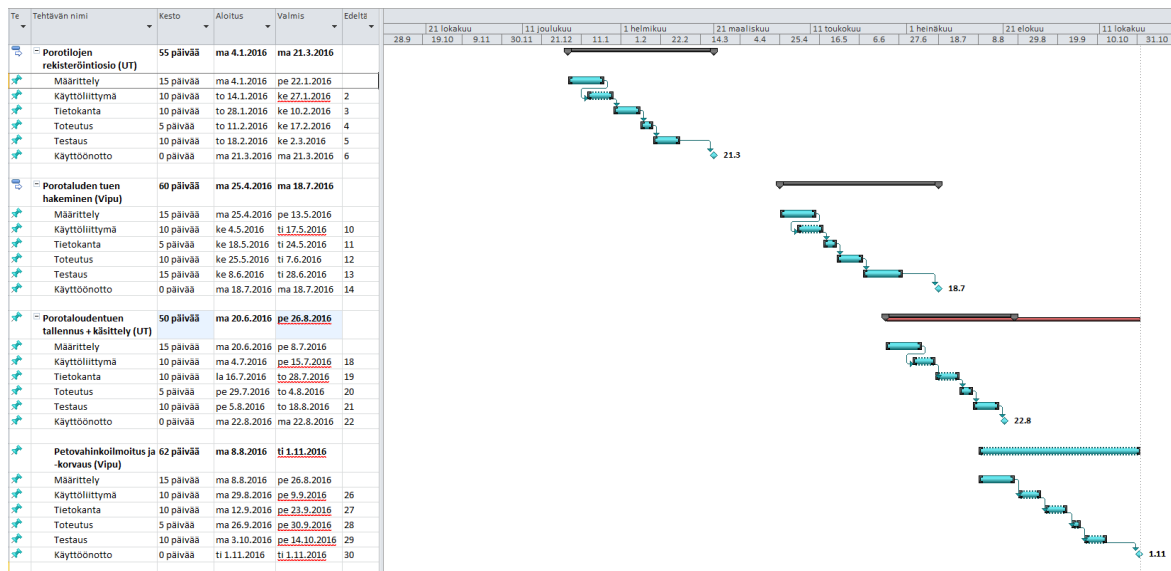 Te Tehtävän nimi Kesto Aloitus Valmis Edeltä
21 lokakuu 11 joulukuu 1 helmikuu 21 maaliskuu 11 toukokuu 1 heinäkuu 21 elokuu 11 lokakuu
28.9 19.10 9.11 30.11 21.12 11.1 1.2 22.2 14.3 4.4 25.4 16.5 6.6 27.6 18.7 8.8 29.8 19.9 10.10 31.10
Porotilojen 55 päivää ma 4.1.2016 ma 21.3.2016
rekisteröintiosio (UT)
Määrittely 15 päivää ma 4.1.2016 pe 22.1.2016
Käyttöliittymä 10 päivää to 14.1.2016 ke 27.1.2016 2
Tietokanta 10 päivää to 28.1.2016 ke 10.2.2016 3
Toteutus 5 päivää to 11.2.2016 ke 17.2.2016 4
Testaus 10 päivää to 18.2.2016 ke 2.3.2016 5
Käyttöönotto 0 päivää ma 21.3.2016 ma 21.3.2016 6 21.3
Porotaluden tuen 60 päivää ma 25.4.2016 ma 18.7.2016
hakeminen (Vipu)
Määrittely 15 päivää ma 25.4.2016 pe 13.5.2016
Käyttöliittymä 10 päivää ke 4.5.2016 ti 17.5.2016 10
Tietokanta 5 päivää ke 18.5.2016 ti 24.5.2016 11
Toteutus 10 päivää ke 25.5.2016 ti 7.6.2016 12
Testaus 15 päivää ke 8.6.2016 ti 28.6.2016 13
Käyttöönotto 0 päivää ma 18.7.2016 ma 18.7.2016 14 18.7
Porotaloudentuen 50 päivää ma 20.6.2016 pe 26.8.2016
tallennus + käsittely (UT)
Määrittely 15 päivää ma 20.6.2016 pe 8.7.2016
Käyttöliittymä 10 päivää ma 4.7.2016 pe 15.7.2016 18
Tietokanta 10 päivää la 16.7.2016 to 28.7.2016 19
Toteutus 5 päivää pe 29.7.2016 to 4.8.2016 20
Testaus 10 päivää pe 5.8.2016 to 18.8.2016 21
Käyttöönotto 0 päivää ma 22.8.2016 ma 22.8.2016 22 22.8
Petovahinkoilmoitus ja 62 päivää ma 8.8.2016 ti 1.11.2016
-korvaus (Vipu)
Määrittely 15 päivää ma 8.8.2016 pe 26.8.2016
Käyttöliittymä 10 päivää ma 29.8.2016 pe 9.9.2016 26
Tietokanta 10 päivää ma 12.9.2016 pe 23.9.2016 27
Toteutus 5 päivää ma 26.9.2016 pe 30.9.2016 28
Testaus 10 päivää ma 3.10.2016 pe 14.10.2016 29
Käyttöönotto 0 päivää ti 1.11.2016 ti 1.11.2016 30 1.11